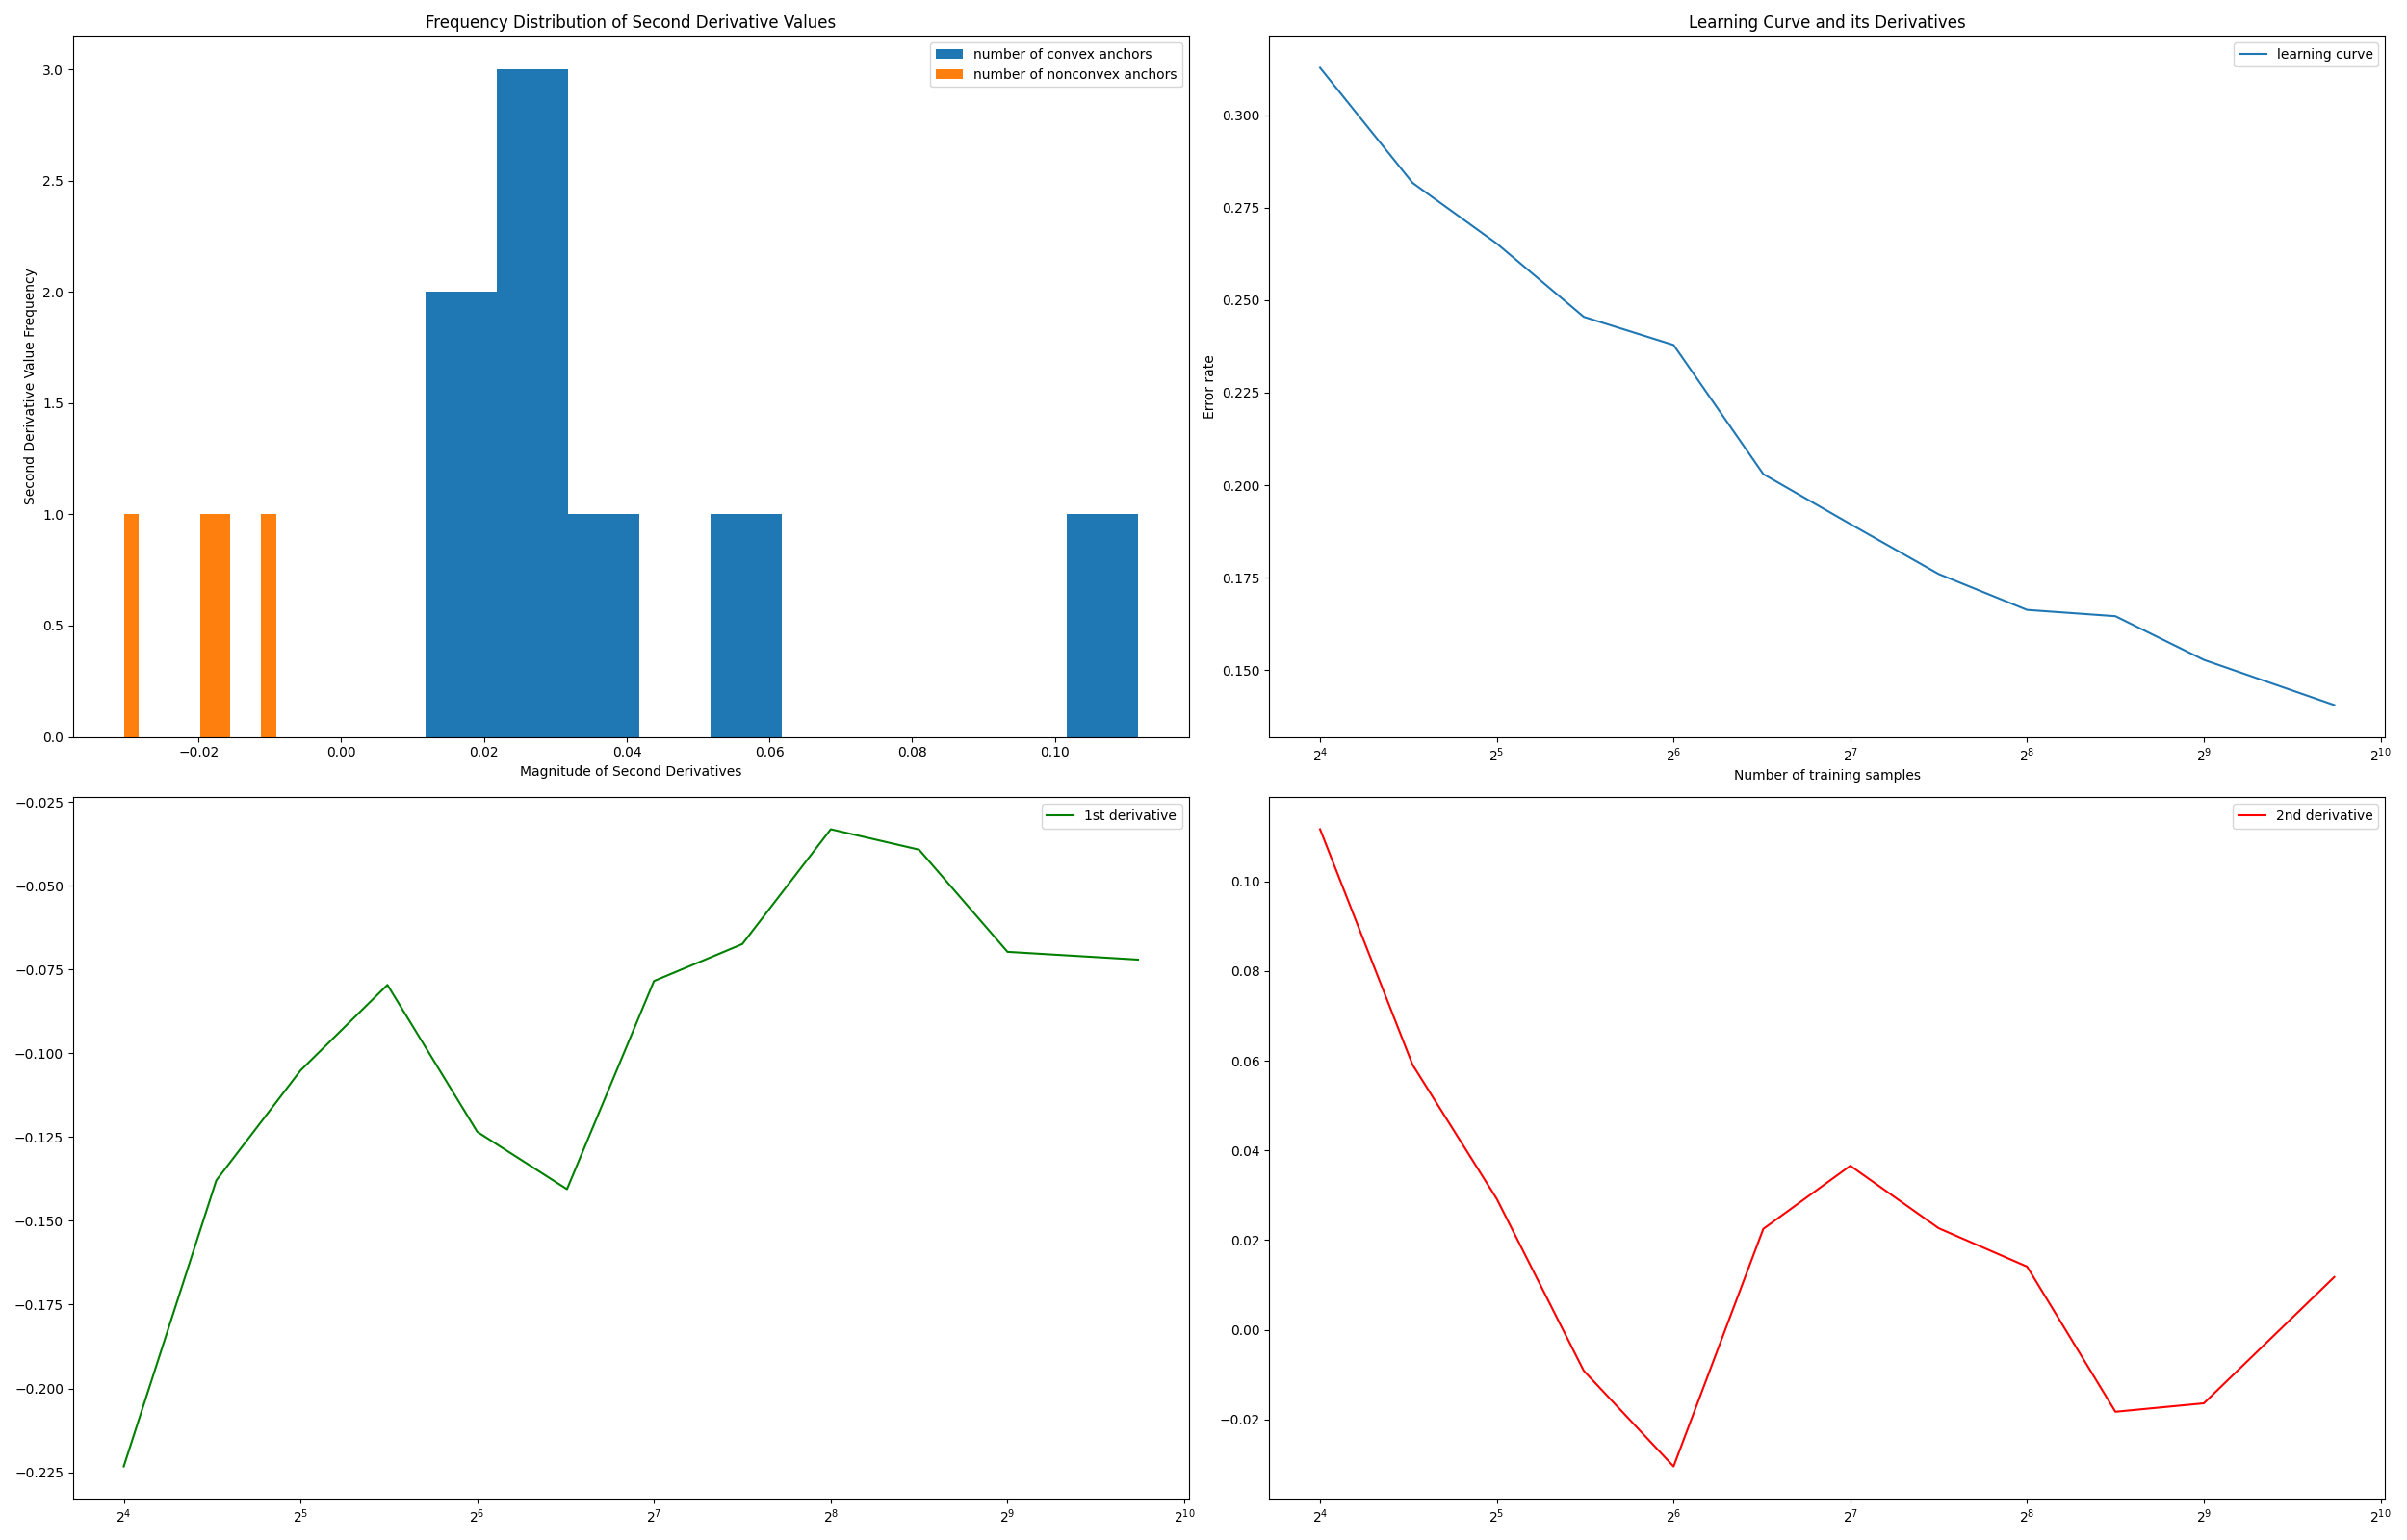 Frequency Distribution of Second Derivative Values
number of convex anchors
number of nonconvex anchors
Second Derivative Value Frequency
3.0
2.5
2.0
1.5
1.0
0.5
0.0
−0.02 0.00 0.02 0.04 0.06 0.08 0.10
Magnitude of Second Derivatives
Learning Curve and its Derivatives
learning curve
Error rate
0.300
0.275
0.250
0.225
0.200
0.175
0.150
2⁴ 2⁵ 2⁶ 2⁷ 2⁸ 2⁹ 2¹⁰
Number of training samples
1st derivative
−0.025
−0.050
−0.075
−0.100
−0.125
−0.150
−0.175
−0.200
−0.225
2⁴ 2⁵ 2⁶ 2⁷ 2⁸ 2⁹ 2¹⁰
2nd derivative
0.10
0.08
0.06
0.04
0.02
0.00
−0.02
2⁴ 2⁵ 2⁶ 2⁷ 2⁸ 2⁹ 2¹⁰